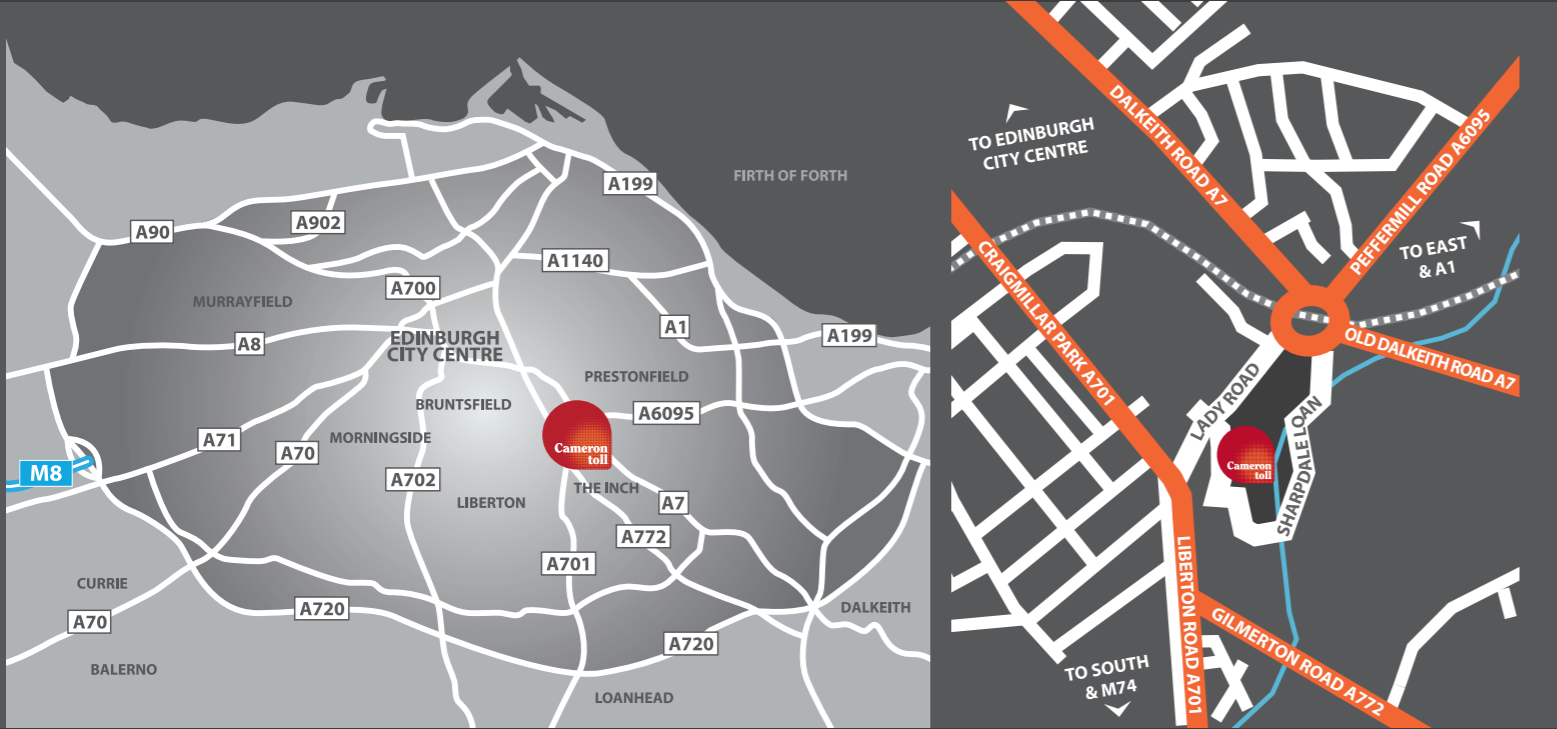 A199
FIRTH OF FORTH
A902
A90
A1140
A700
MURRAYFIELD
A1
A199
A8
EDINBURGH
CITY CENTRE
PRESTONFIELD
BRUNTSFIELD
A6095
A71
MORNINGSIDE
A70
Cameron
toll
M8
A702
THE INCH
LIBERTON
A7
A772
A701
CURRIE
A720
DALKEITH
A70
A720
BALERNO
LOANHEAD
TO EDINBURGH
CITY CENTRE
DALKEITH ROAD A7
PEFFERMILL ROAD A6095
TO EAST
& A1
CRAIGMILLAR PARK A701
OLD DALKEITH ROAD A7
LADY ROAD
SHARPDALE LOAN
Cameron
toll
LIBERTON ROAD A701
GILMERTON ROAD A772
TO SOUTH
& M74